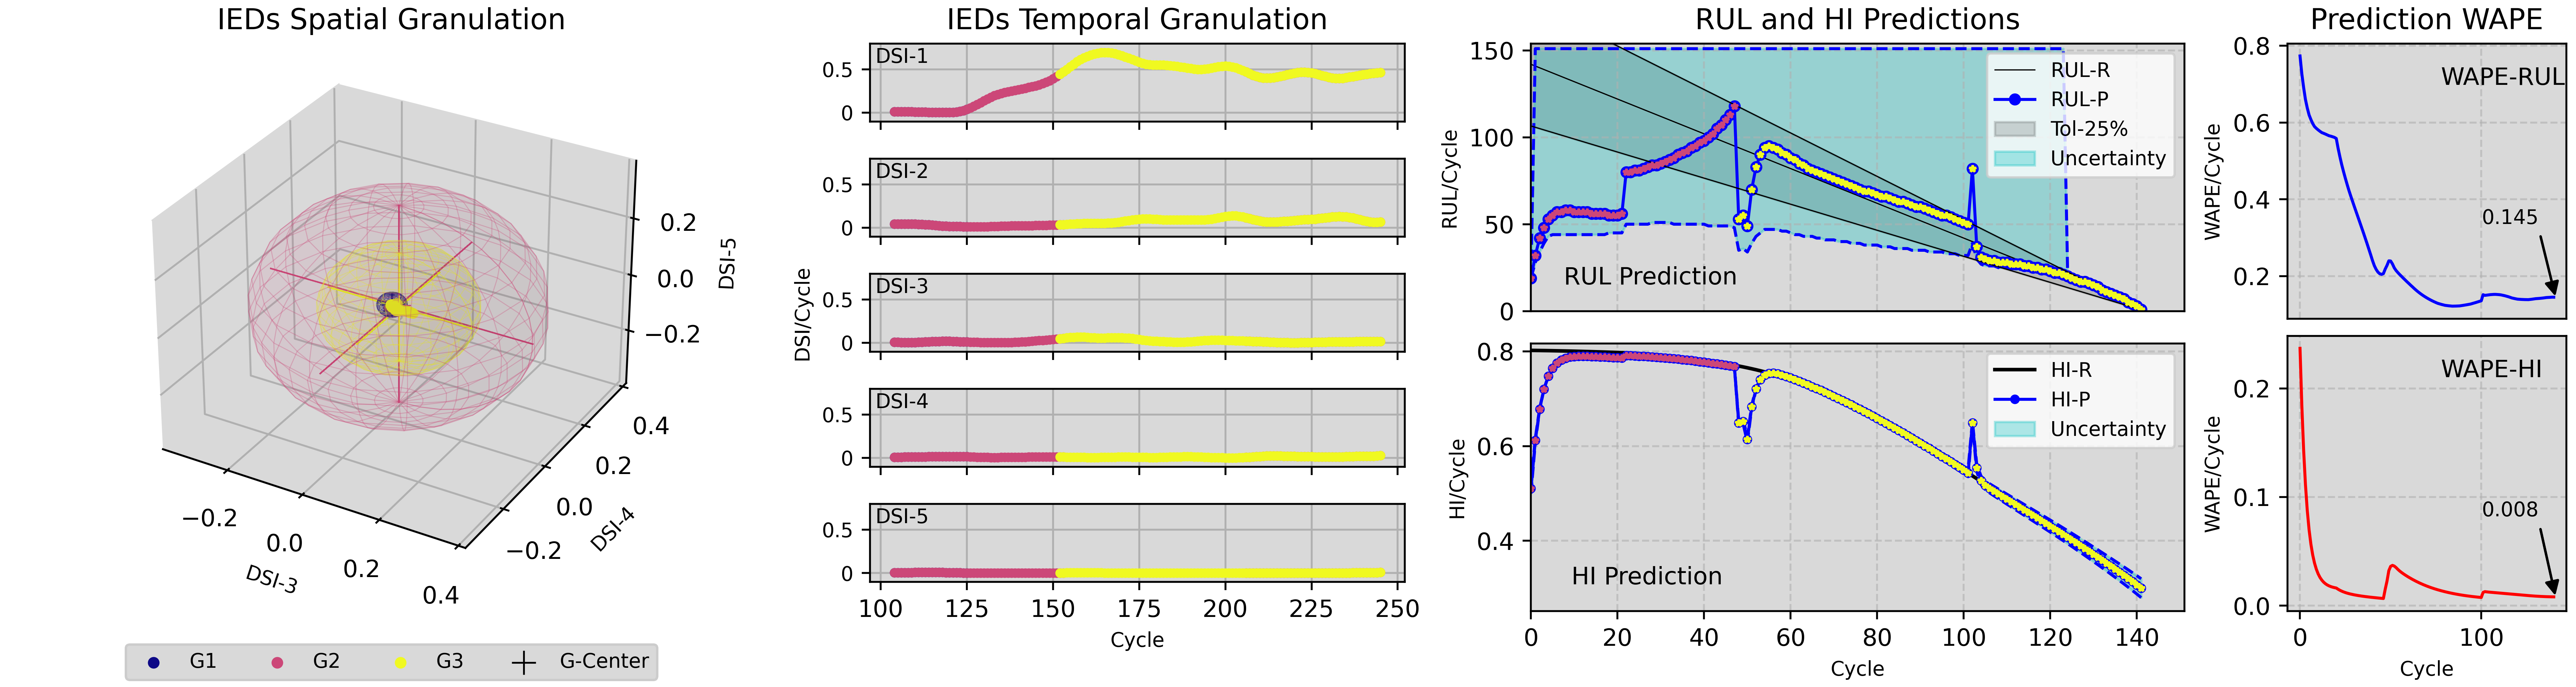 IEDs Spatial Granulation
0.2
0.0
−0.2
DSI-5
0.4
0.2
0.0
−0.2
DSI-4
−0.2
0.0
0.2
0.4
DSI-3
G1 G2 G3 G-Center
IEDs Temporal Granulation
DSI/Cycle
DSI-1
0.5
0
DSI-2
0.5
0
DSI-3
0.5
0
DSI-4
0.5
0
DSI-5
0.5
0
100 125 150 175 200 225 250
Cycle
RUL and HI Predictions
RUL/Cycle
150
100
50
0
RUL-R
RUL-P
Tol-25%
Uncertainty
RUL Prediction
HI/Cycle
0.8
0.6
0.4
HI-R
HI-P
Uncertainty
HI Prediction
0 20 40 60 80 100 120 140
Cycle
Prediction WAPE
WAPE/Cycle
0.8
0.6
0.4
0.2
WAPE-RUL
0.145
WAPE/Cycle
0.2
0.1
0.0
WAPE-HI
0.008
0 100
Cycle